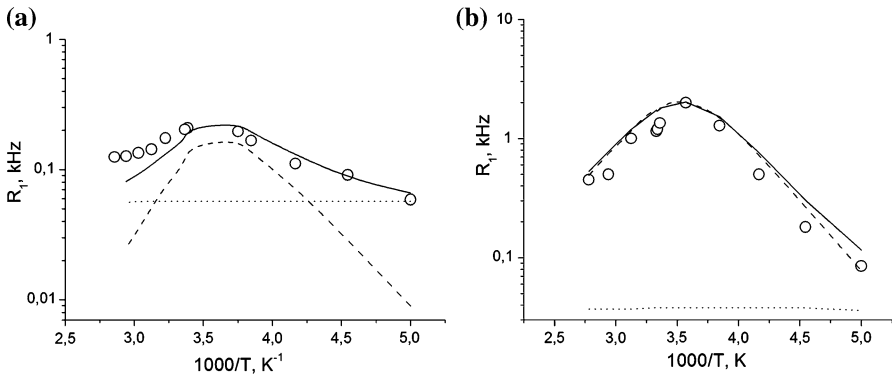 (a)
1
0,1
0,01
R1, kHz
2,5 3,0 3,5 4,0 4,5 5,0
1000/T, K-1
(b)
10
1
0,1
R1, kHz
2,5 3,0 3,5 4,0 4,5 5,0
1000/T, K